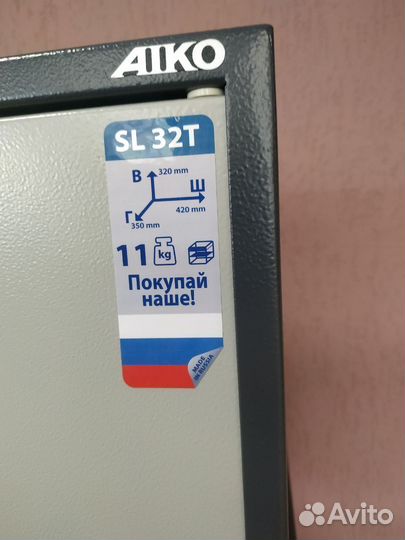 AIKO
SL 32T
В 320 mm
Ш
420 mm
Г
350 mm
11 kg
Покупай
наше!
MADE
IN RUSSIA
Avito